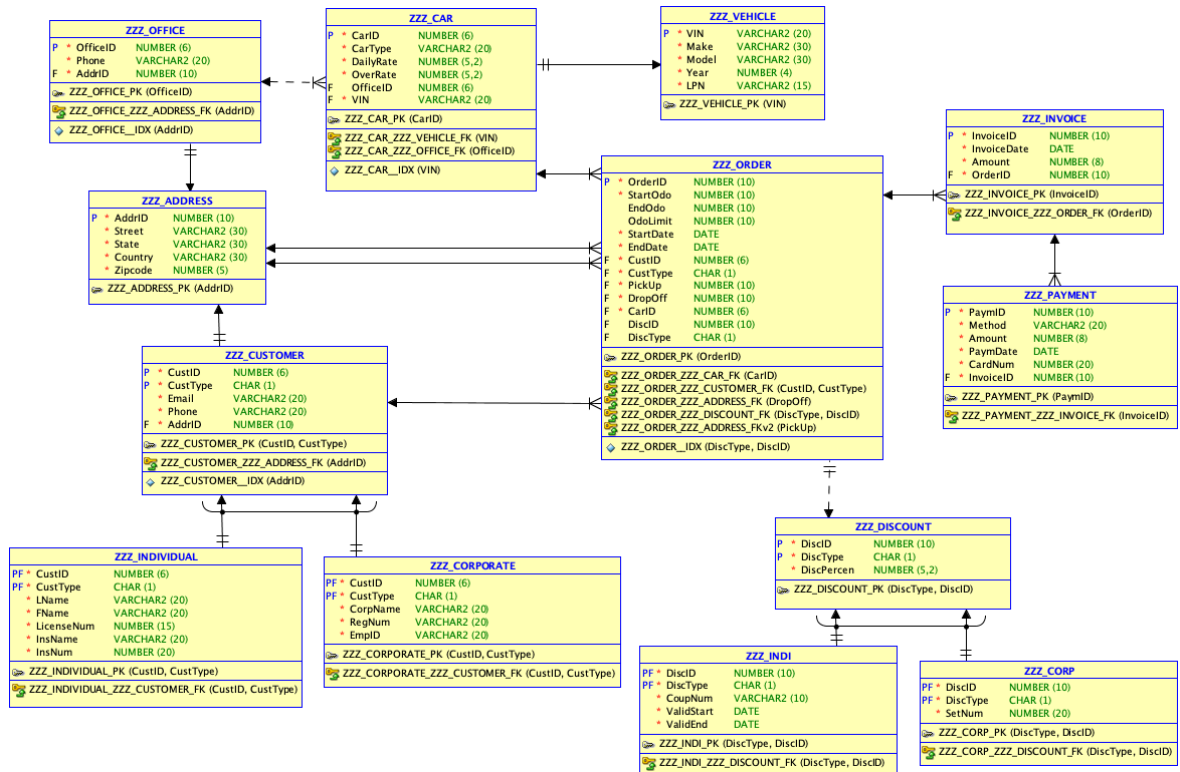 ZZZ_OFFICE
P * OfficeID NUMBER (6)
* Phone VARCHAR2 (20)
F * AddrID NUMBER (10)
ZZZ_OFFICE_PK (OfficeID)
ZZZ_OFFICE_ZZZ_ADDRESS_FK (AddrID)
ZZZ_OFFICE__IDX (AddrID)
ZZZ_CAR
P * CarID NUMBER (6)
* CarType VARCHAR2 (20)
* DailyRate NUMBER (5,2)
* OverRate NUMBER (5,2)
F OfficeID NUMBER (6)
F * VIN VARCHAR2 (20)
ZZZ_CAR_PK (CarID)
ZZZ_CAR_ZZZ_VEHICLE_FK (VIN)
ZZZ_CAR_ZZZ_OFFICE_FK (OfficeID)
ZZZ_CAR__IDX (VIN)
ZZZ_VEHICLE
P * VIN VARCHAR2 (20)
* Make VARCHAR2 (30)
* Model VARCHAR2 (30)
* Year NUMBER (4)
* LPN VARCHAR2 (15)
ZZZ_VEHICLE_PK (VIN)
ZZZ_INVOICE
P * InvoiceID NUMBER (10)
* InvoiceDate DATE
* Amount NUMBER (8)
F * OrderID NUMBER (10)
ZZZ_INVOICE_PK (InvoiceID)
ZZZ_INVOICE_ZZZ_ORDER_FK (OrderID)
ZZZ_ORDER
P * OrderID NUMBER (10)
* StartOdo NUMBER (10)
EndOdo NUMBER (10)
OdoLimit NUMBER (10)
* StartDate DATE
* EndDate DATE
F * CustID NUMBER (6)
F * CustType CHAR (1)
F * PickUp NUMBER (10)
F * DropOff NUMBER (10)
F * CarID NUMBER (6)
F DiscID NUMBER (10)
F DiscType CHAR (1)
ZZZ_ORDER_PK (OrderID)
ZZZ_ORDER_ZZZ_CAR_FK (CarID)
ZZZ_ORDER_ZZZ_CUSTOMER_FK (CustID, CustType)
ZZZ_ORDER_ZZZ_ADDRESS_FK (DropOff)
ZZZ_ORDER_ZZZ_DISCOUNT_FK (DiscType, DiscID)
ZZZ_ORDER_ZZZ_ADDRESS_FKv2 (PickUp)
ZZZ_ORDER__IDX (DiscType, DiscID)
ZZZ_ADDRESS
P * AddrID NUMBER (10)
* Street VARCHAR2 (30)
* State VARCHAR2 (30)
* Country VARCHAR2 (30)
* Zipcode NUMBER (5)
ZZZ_ADDRESS_PK (AddrID)
ZZZ_PAYMENT
P * PaymID NUMBER (10)
* Method VARCHAR2 (20)
* Amount NUMBER (8)
* PaymDate DATE
* CardNum NUMBER (20)
F * InvoiceID NUMBER (10)
ZZZ_PAYMENT_PK (PaymID)
ZZZ_PAYMENT_ZZZ_INVOICE_FK (InvoiceID)
ZZZ_CUSTOMER
P * CustID NUMBER (6)
P * CustType CHAR (1)
* Email VARCHAR2 (20)
* Phone VARCHAR2 (20)
F * AddrID NUMBER (10)
ZZZ_CUSTOMER_PK (CustID, CustType)
ZZZ_CUSTOMER_ZZZ_ADDRESS_FK (AddrID)
ZZZ_CUSTOMER__IDX (AddrID)
ZZZ_DISCOUNT
P * DiscID NUMBER (10)
P * DiscType CHAR (1)
* DiscPercen NUMBER (5,2)
ZZZ_DISCOUNT_PK (DiscType, DiscID)
ZZZ_INDIVIDUAL
PF * CustID NUMBER (6)
PF * CustType CHAR (1)
* LName VARCHAR2 (20)
* FName VARCHAR2 (20)
* LicenseNum NUMBER (15)
* InsName VARCHAR2 (20)
* InsNum NUMBER (20)
ZZZ_INDIVIDUAL_PK (CustID, CustType)
ZZZ_INDIVIDUAL_ZZZ_CUSTOMER_FK (CustID, CustType)
ZZZ_CORPORATE
PF * CustID NUMBER (6)
PF * CustType CHAR (1)
* CorpName VARCHAR2 (20)
* RegNum VARCHAR2 (20)
* EmpID VARCHAR2 (20)
ZZZ_CORPORATE_PK (CustID, CustType)
ZZZ_CORPORATE_ZZZ_CUSTOMER_FK (CustID, CustType)
ZZZ_INDI
PF * DiscID NUMBER (10)
PF * DiscType CHAR (1)
* CoupNum VARCHAR2 (10)
* ValidStart DATE
* ValidEnd DATE
ZZZ_INDI_PK (DiscType, DiscID)
ZZZ_INDI_ZZZ_DISCOUNT_FK (DiscType, DiscID)
ZZZ_CORP
PF * DiscID NUMBER (10)
PF * DiscType CHAR (1)
* SetNum NUMBER (20)
ZZZ_CORP_PK (DiscType, DiscID)
ZZZ_CORP_ZZZ_DISCOUNT_FK (DiscType, DiscID)